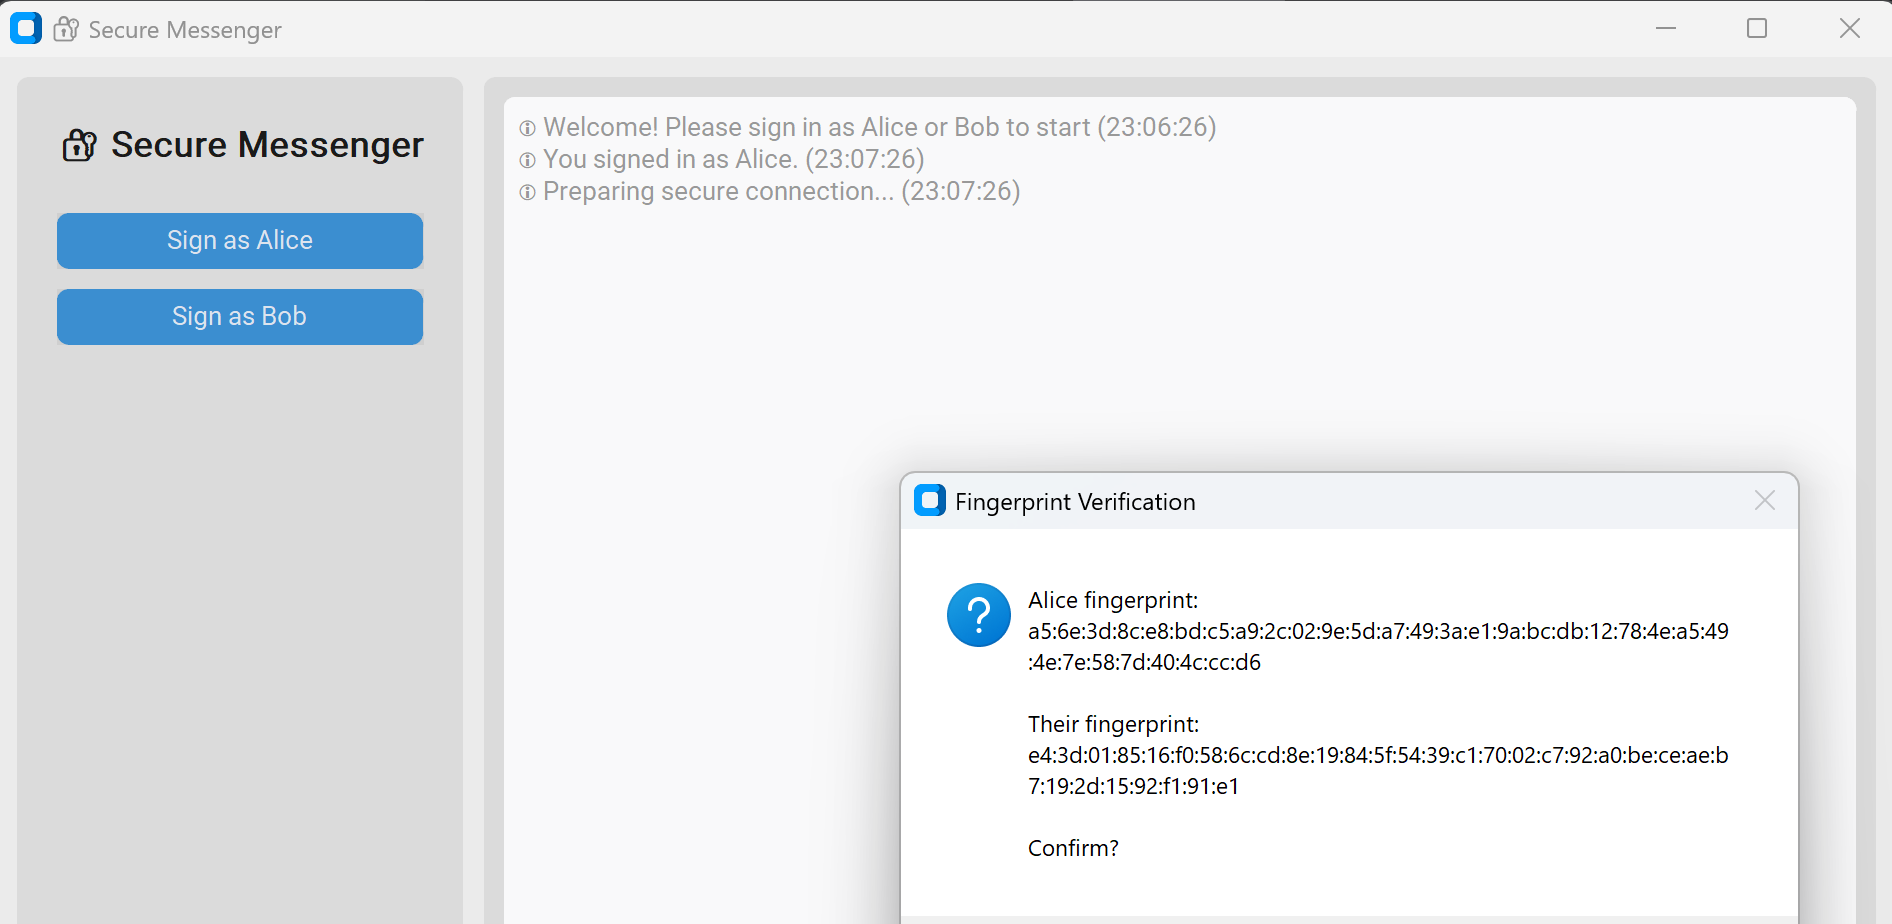 Secure Messenger
Secure Messenger
Sign as Alice
Sign as Bob
Welcome! Please sign in as Alice or Bob to start (23:06:26)
You signed in as Alice. (23:07:26)
Preparing secure connection... (23:07:26)
Fingerprint Verification
Alice fingerprint:
a5:6e:3d:8c:e8:bd:c5:a9:2c:02:9e:5d:a7:49:3a:e1:9a:bc:db:12:78:4e:a5:49
:4e:7e:58:7d:40:4c:cc:d6
Their fingerprint:
e4:3d:01:85:16:f0:58:6c:cd:8e:19:84:5f:54:39:c1:70:02:c7:92:a0:be:ce:ae:b
7:19:2d:15:92:f1:91:e1
Confirm?